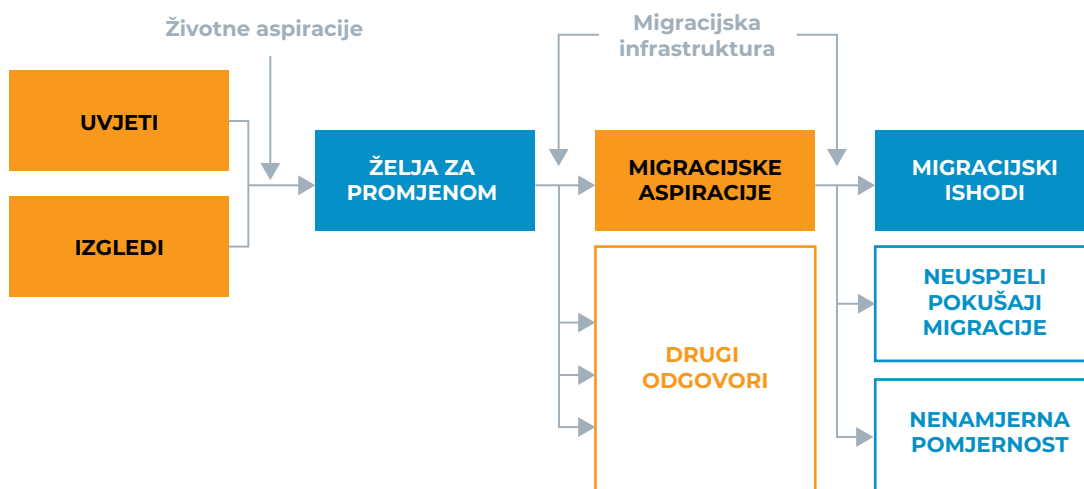 Životne aspiracije
Migracijska
infrastruktura
UVJETI
IZGLEDI
ŽELJA ZA
PROMJENOM
MIGRACIJSKE
ASPIRACIJE
MIGRACIJSKI
ISHODI
DRUGI
ODGOVORI
NEUSPJELI
POKUŠAJI
MIGRACIJE
NENAMJERNA
POMJERNOST